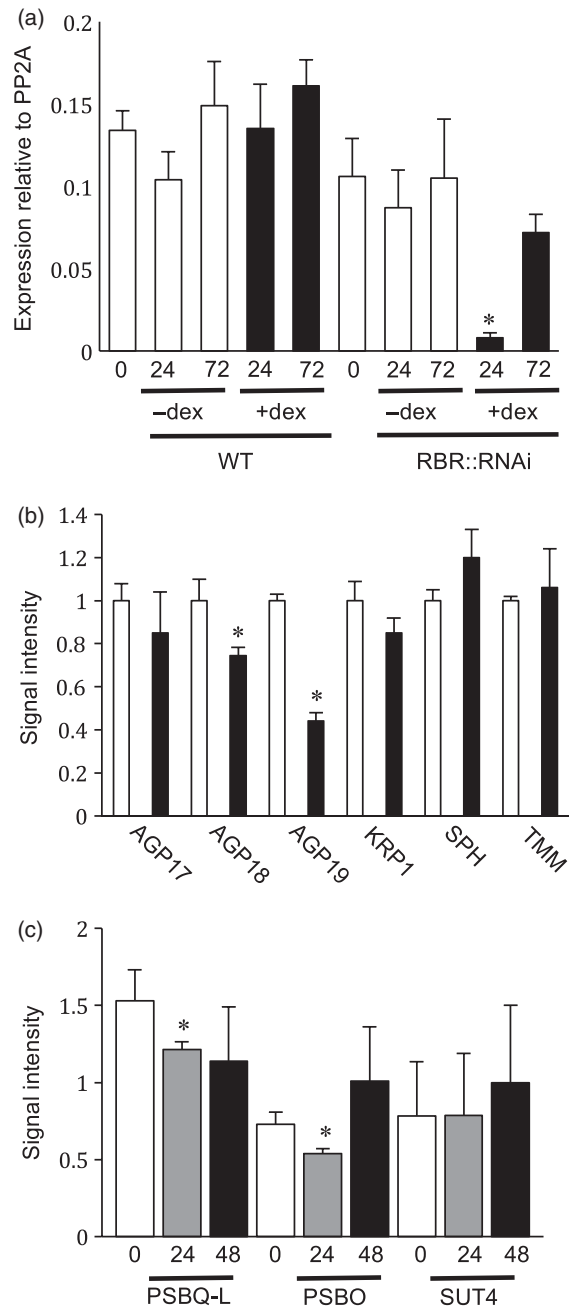 (a)
Expression relative to PP2A
0.2
0.15
0.1
0.05
0
*
0 24 72 24 72 0 24 72 24 72
–dex +dex –dex +dex
WT RBR::RNAi
(b)
Signal intensity
1.4
1.2
1
0.8
0.6
0.4
0.2
0
* *
AGP17 AGP18 AGP19 KRP1 SPH TMM
(c)
Signal intensity
2
1.5
1
0.5
0
* *
0 24 48 0 24 48 0 24 48
PSBQ-L PSBO SUT4